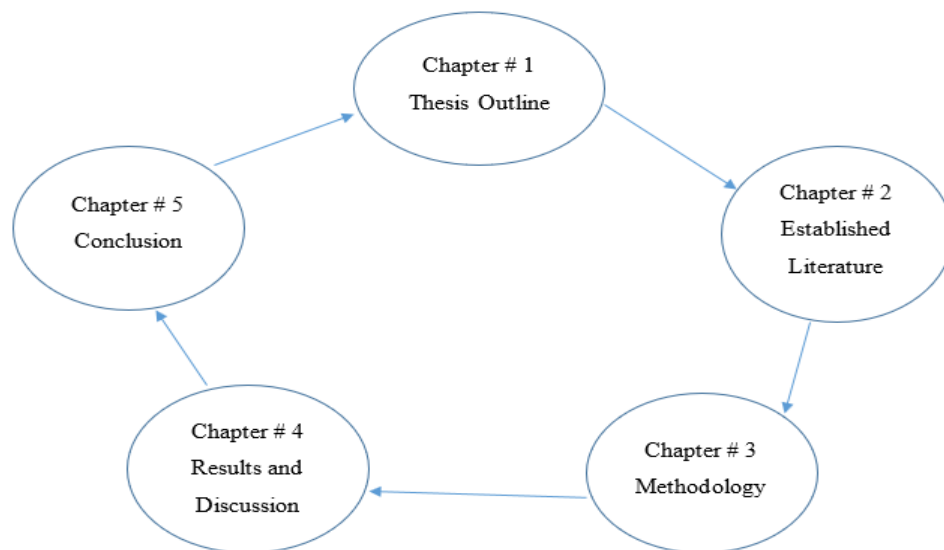 Chapter # 1
Thesis Outline
Chapter # 2
Established
Literature
Chapter # 3
Methodology
Chapter # 4
Results and
Discussion
Chapter # 5
Conclusion